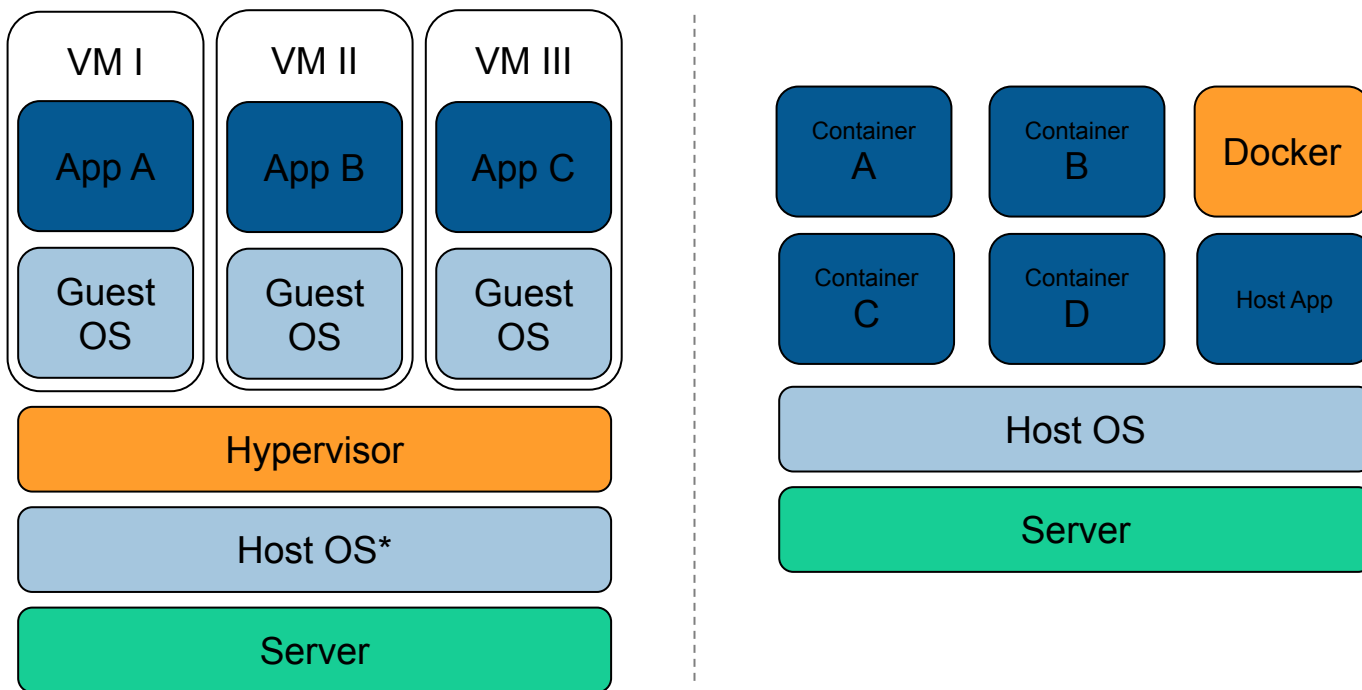 VM I
App A
Guest
OS
VM II
App B
Guest
OS
VM III
App C
Guest
OS
Hypervisor
Host OS*
Server
Container
A
Container
B
Docker
Container
C
Container
D
Host App
Host OS
Server